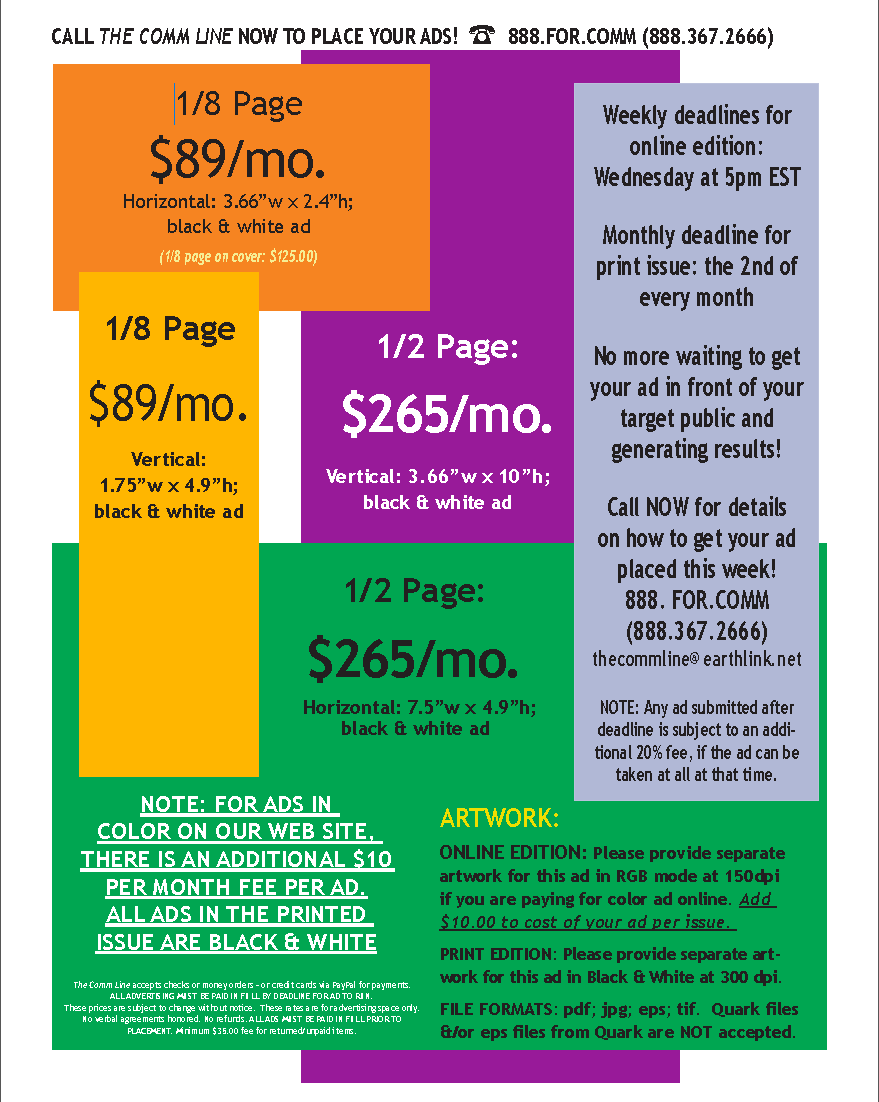 CALL THE COMM LINE NOW TO PLACE YOUR ADS! ☎ 888.FOR.COMM (888.367.2666)
1/8 Page
$89/mo.
Horizontal: 3.66”w x 2.4”h;
black & white ad
(1/8 page on cover: $125.00)
1/8 Page
$89/mo.
Vertical:
1.75”w x 4.9”h;
black & white ad
1/2 Page:
$265/mo.
Vertical: 3.66”w x 10”h;
black & white ad
1/2 Page:
$265/mo.
Horizontal: 7.5”w x 4.9”h;
black & white ad
Weekly deadlines for
online edition:
Wednesday at 5pm EST
Monthly deadline for
print issue: the 2nd of
every month
No more waiting to get
your ad in front of your
target public and
generating results!
Call NOW for details
on how to get your ad
placed this week!
888. FOR.COMM
(888.367.2666)
thecommline@earthlink.net
NOTE: Any ad submitted after
deadline is subject to an addi-
tional 20% fee, if the ad can be
taken at all at that time.
NOTE: FOR ADS IN
COLOR ON OUR WEB SITE,
THERE IS AN ADDITIONAL $10
PER MONTH FEE PER AD.
ALL ADS IN THE PRINTED
ISSUE ARE BLACK & WHITE
The Comm Line accepts checks or money orders - or credit cards via PayPal for payments.
ALL ADVERTISING MUST BE PAID IN FULL BY DEADLINE FOR AD TO RUN.
These prices are subject to change without notice. These rates are for advertising space only.
No verbal agreements honored. No refunds. ALL ADS MUST BE PAID IN FULL PRIOR TO
PLACEMENT. Minimum $35.00 fee for returned/unpaid items.
ARTWORK:
ONLINE EDITION: Please provide separate
artwork for this ad in RGB mode at 150dpi
if you are paying for color ad online. Add
$10.00 to cost of your ad per issue.
PRINT EDITION: Please provide separate art-
work for this ad in Black & White at 300 dpi.
FILE FORMATS: pdf; jpg; eps; tif. Quark files
&/or eps files from Quark are NOT accepted.